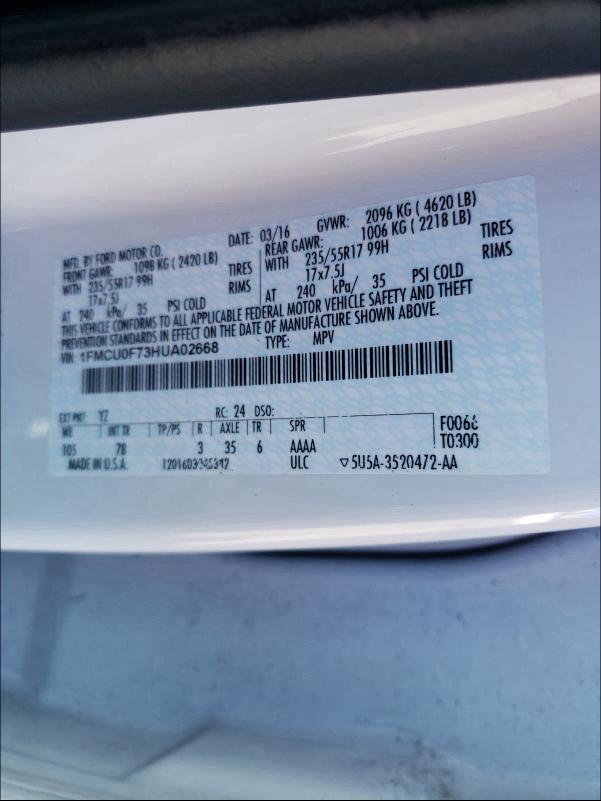 MFD. BY FORD MOTOR CO. DATE: 03/16 GVWR: 2096 KG ( 4620 LB)
FRONT GAWR: 1098 KG ( 2420 LB) REAR GAWR: 1006 KG ( 2218 LB)
WITH 235/55R17 99H TIRES WITH 235/55R17 99H TIRES
17x7.5J RIMS 17x7.5J RIMS
AT 240 kPa/ 35 PSI COLD AT 240 kPa/ 35 PSI COLD
THIS VEHICLE CONFORMS TO ALL APPLICABLE FEDERAL MOTOR VEHICLE SAFETY AND THEFT
PREVENTION STANDARDS IN EFFECT ON THE DATE OF MANUFACTURE SHOWN ABOVE.
VIN: 1FMCU0F73HUA02668 TYPE: MPV
EXT PNT: YZ RC: 24 DSO: F0066
WB INT TR TP/PS R AXLE TR SPR T0300
105 78 3 35 6 AAAA
MADE IN U.S.A. ULC ▽5U5A-3520472-AA